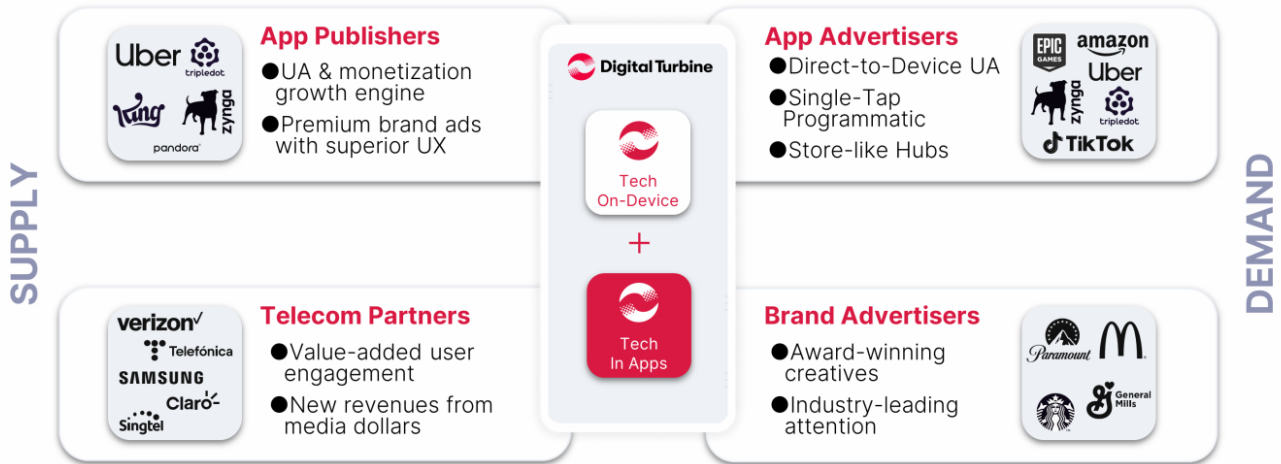 SUPPLY
Uber
tripledot
King
zynga
pandora
App Publishers
●UA & monetization
growth engine
●Premium brand ads
with superior UX
verizon✓
Telefónica
SAMSUNG
Claro
Singtel
Telecom Partners
●Value-added user
engagement
●New revenues from
media dollars
Digital Turbine
Tech
On-Device
+
Tech
In Apps
App Advertisers
●Direct-to-Device UA
●Single-Tap
Programmatic
●Store-like Hubs
EPIC
GAMES
amazon
Uber
zynga
tripledot
TikTok
Brand Advertisers
●Award-winning
creatives
●Industry-leading
attention
Paramount
M
General
Mills
DEMAND